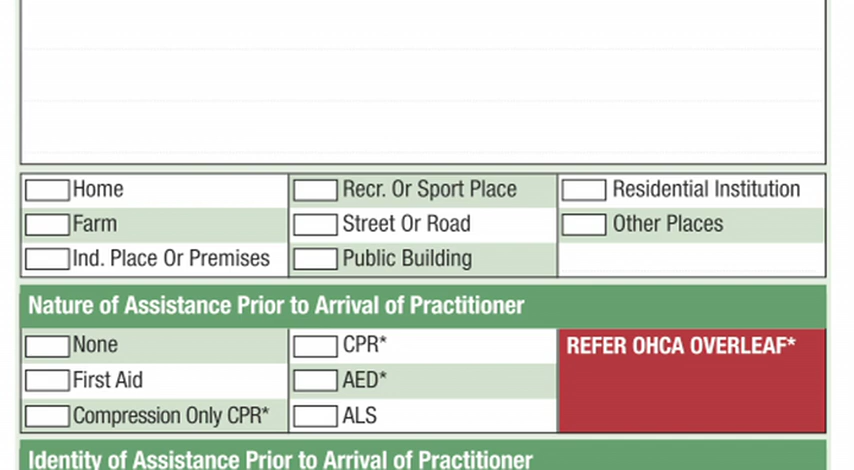 Home
Recr. Or Sport Place
Residential Institution
Farm
Street Or Road
Other Places
Ind. Place Or Premises
Public Building
Nature of Assistance Prior to Arrival of Practitioner
None
CPR*
REFER OHCA OVERLEAF*
First Aid
AED*
Compression Only CPR*
ALS
Identity of Assistance Prior to Arrival of Practitioner